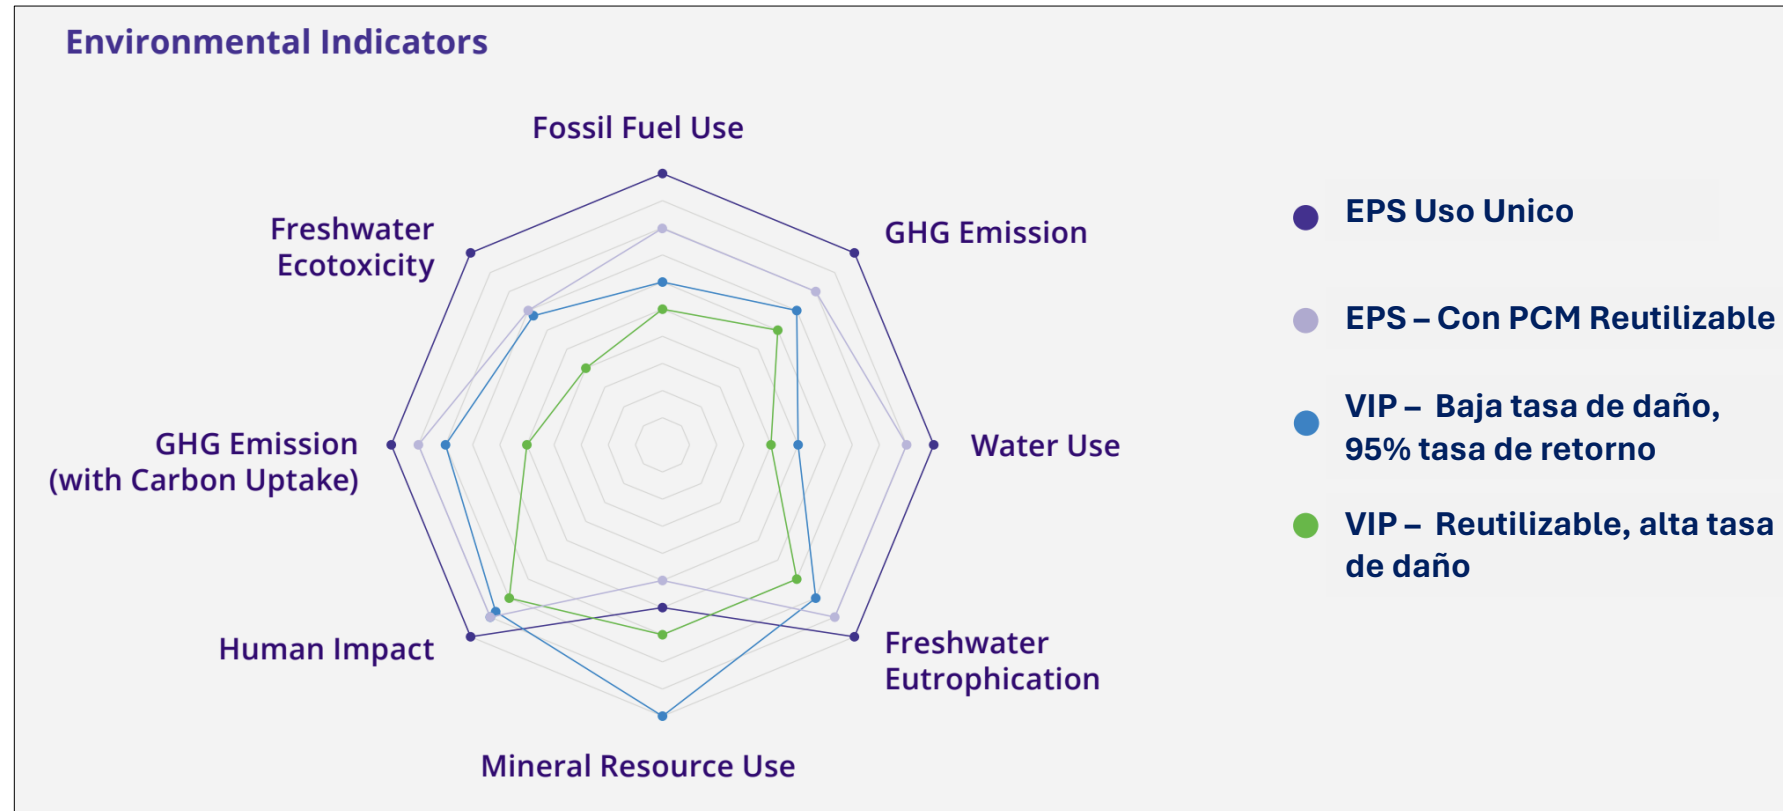 Environmental Indicators
Fossil Fuel Use
GHG Emission
Water Use
Freshwater
Eutrophication
Mineral Resource Use
Human Impact
GHG Emission
(with Carbon Uptake)
Freshwater
Ecotoxicity
EPS Uso Unico
EPS – Con PCM Reutilizable
VIP – Baja tasa de daño,
95% tasa de retorno
VIP – Reutilizable, alta tasa
de daño